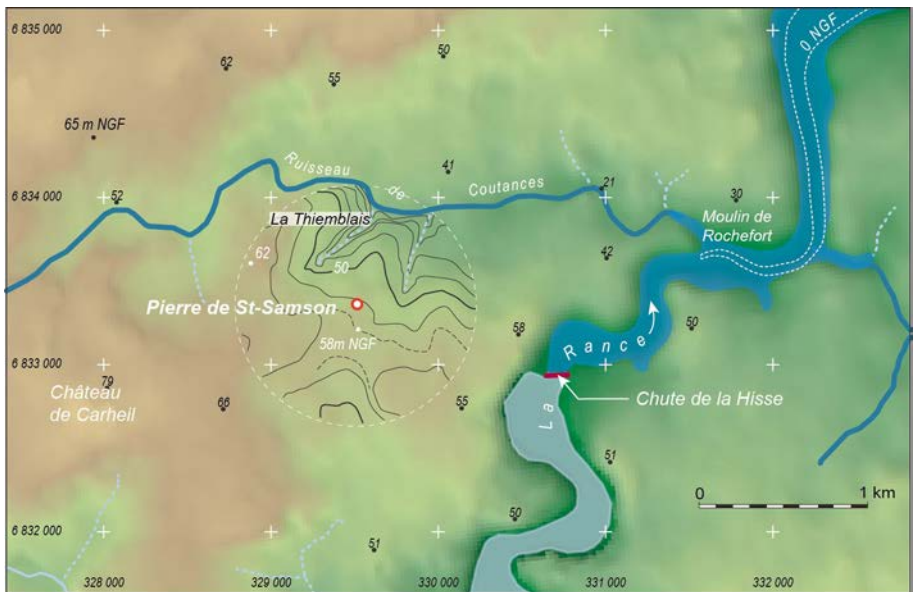 6 835 000
62
55
50
0 NGF
65 m NGF
Ruisseau de Coutances
41
6 834 000
52
21
30
La Thiemblais
Moulin de
Rochefort
62
50
42
Pierre de St-Samson
58m NGF
58
50
La Rance
6 833 000
79
Château
de Carheil
66
55
Chute de la Hisse
51
0
1 km
50
6 832 000
51
328 000
329 000
330 000
331 000
332 000